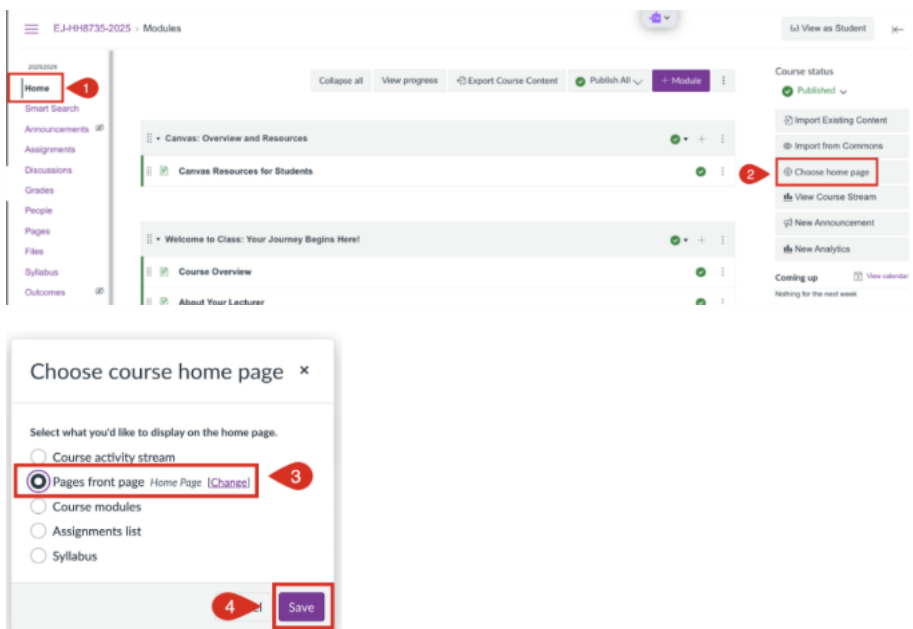 EJ-HH8735-2025 > Modules
View as Student
2025/2026
Home
1
Smart Search
Announcements
Assignments
Discussions
Grades
People
Pages
Files
Syllabus
Outcomes
Collapse all View progress Export Course Content Publish All + Module
Canvas: Overview and Resources
Canvas Resources for Students
Welcome to Class: Your Journey Begins Here!
Course Overview
About Your Lecturer
Course status
Published
Import Existing Content
Import from Commons
2
Choose home page
View Course Stream
New Announcement
New Analytics
Coming up View calendar
Nothing for the next week
Choose course home page ×
Select what you'd like to display on the home page.
Course activity stream
Pages front page Home Page [Change]
3
Course modules
Assignments list
Syllabus
4
Save